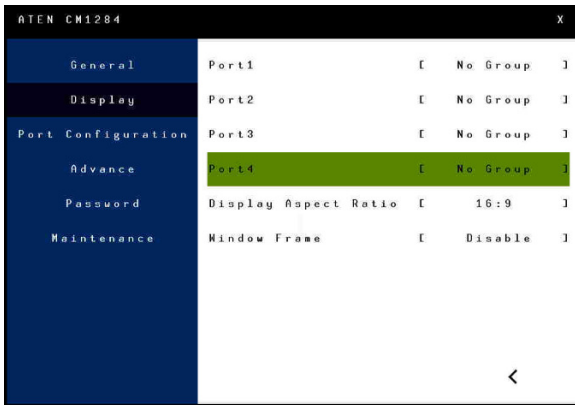 ATEN CM1284 X
General
Display
Port Configuration
Advance
Password
Maintenance
Port1 [ No Group ]
Port2 [ No Group ]
Port3 [ No Group ]
Port4 [ No Group ]
Display Aspect Ratio [ 16:9 ]
Window Frame [ Disable ]
<